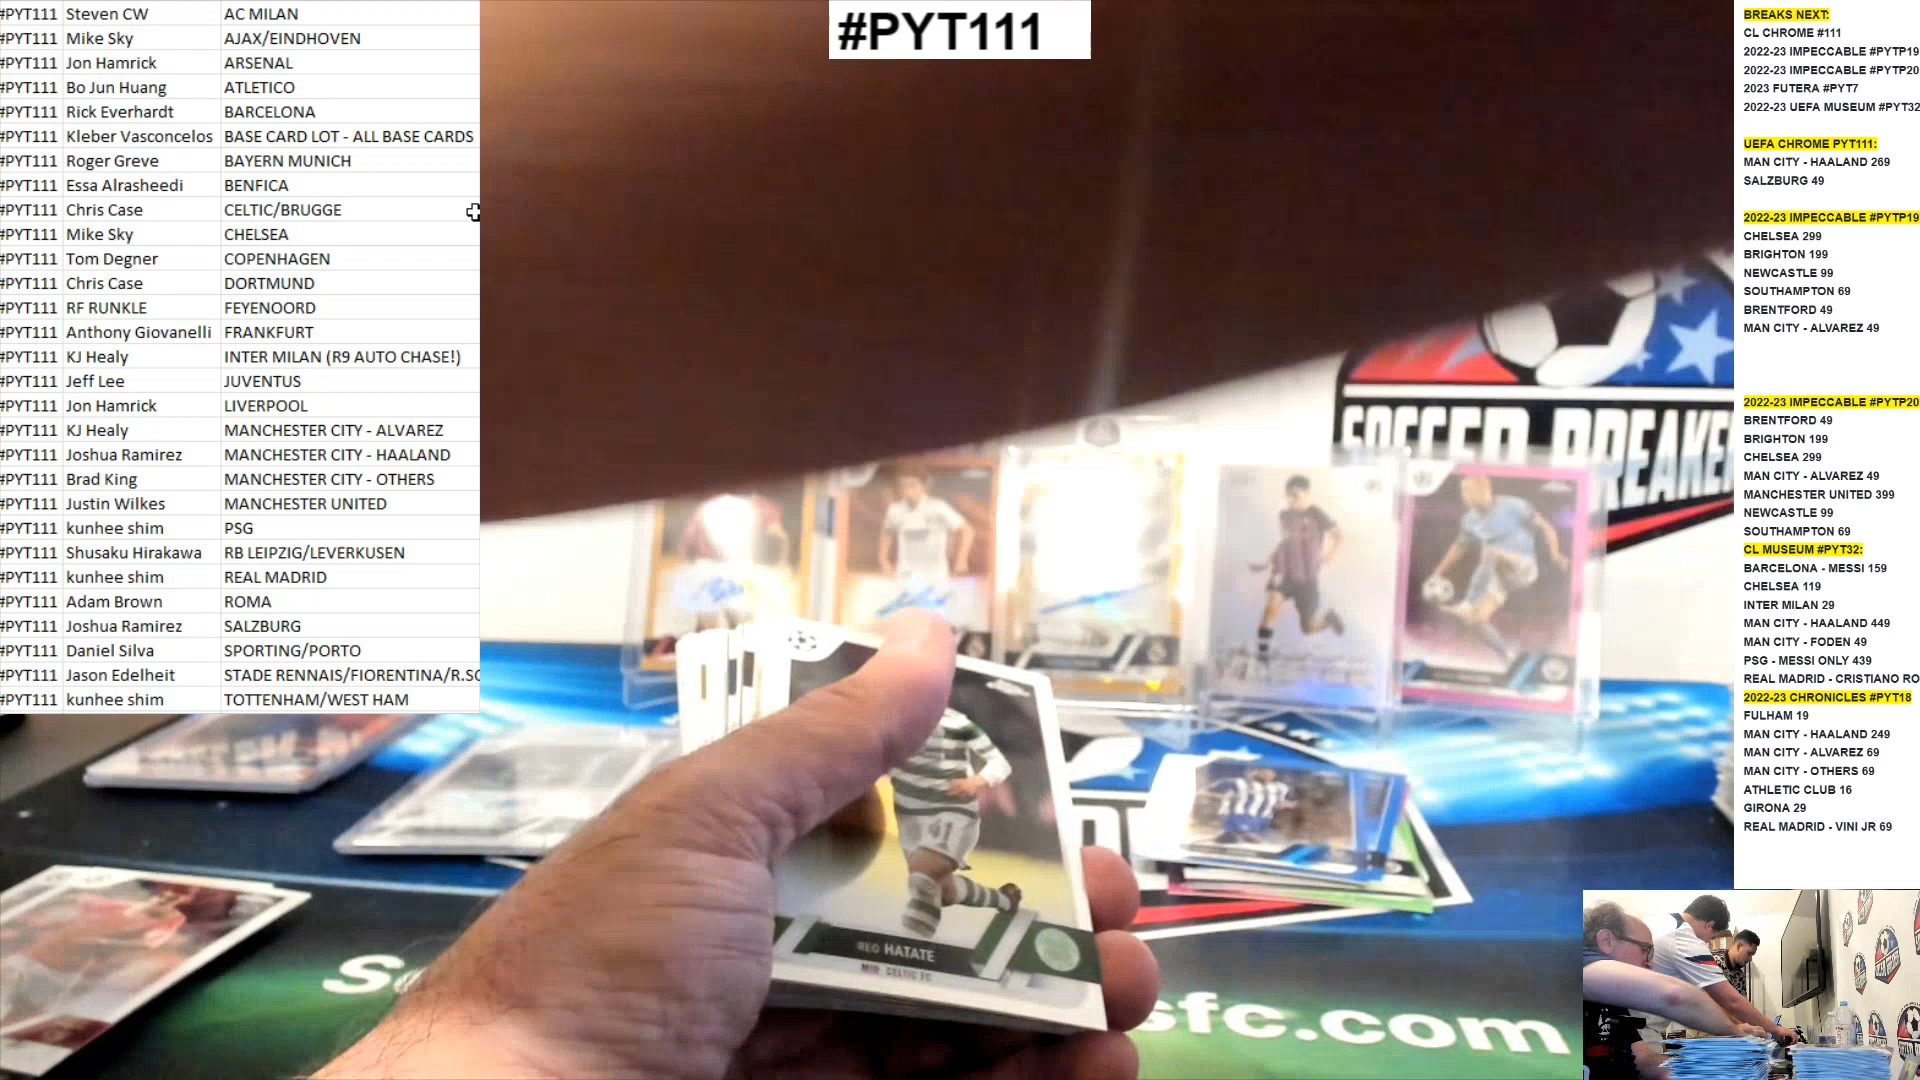 #PYT111 Steven CW AC MILAN
#PYT111 Mike Sky AJAX/EINDHOVEN
#PYT111 Jon Hamrick ARSENAL
#PYT111 Bo Jun Huang ATLETICO
#PYT111 Rick Everhardt BARCELONA
#PYT111 Kleber Vasconcelos BASE CARD LOT - ALL BASE CARDS
#PYT111 Roger Greve BAYERN MUNICH
#PYT111 Essa Alrasheedi BENFICA
#PYT111 Chris Case CELTIC/BRUGGE
#PYT111 Mike Sky CHELSEA
#PYT111 Tom Degner COPENHAGEN
#PYT111 Chris Case DORTMUND
#PYT111 RF RUNKLE FEYENOORD
#PYT111 Anthony Giovanelli FRANKFURT
#PYT111 KJ Healy INTER MILAN (R9 AUTO CHASE!)
#PYT111 Jeff Lee JUVENTUS
#PYT111 Jon Hamrick LIVERPOOL
#PYT111 KJ Healy MANCHESTER CITY - ALVAREZ
#PYT111 Joshua Ramirez MANCHESTER CITY - HAALAND
#PYT111 Brad King MANCHESTER CITY - OTHERS
#PYT111 Justin Wilkes MANCHESTER UNITED
#PYT111 kunhee shim PSG
#PYT111 Shusaku Hirakawa RB LEIPZIG/LEVERKUSEN
#PYT111 kunhee shim REAL MADRID
#PYT111 Adam Brown ROMA
#PYT111 Joshua Ramirez SALZBURG
#PYT111 Daniel Silva SPORTING/PORTO
#PYT111 Jason Edelheit STADE RENNAIS/FIORENTINA/R.SO
#PYT111 kunhee shim TOTTENHAM/WEST HAM
#PYT111
SOCCER BREAKER
REO HATATE
MID CELTIC FC
sfc.com
BREAKS NEXT:
CL CHROME #111
2022-23 IMPECCABLE #PYTP19
2022-23 IMPECCABLE #PYTP20
2023 FUTERA #PYT7
2022-23 UEFA MUSEUM #PYT32
UEFA CHROME PYT111:
MAN CITY - HAALAND 269
SALZBURG 49
2022-23 IMPECCABLE #PYTP19
CHELSEA 299
BRIGHTON 199
NEWCASTLE 99
SOUTHAMPTON 69
BRENTFORD 49
MAN CITY - ALVAREZ 49
2022-23 IMPECCABLE #PYTP20
BRENTFORD 49
BRIGHTON 199
CHELSEA 299
MAN CITY - ALVAREZ 49
MANCHESTER UNITED 399
NEWCASTLE 99
SOUTHAMPTON 69
CL MUSEUM #PYT32:
BARCELONA - MESSI 159
CHELSEA 119
INTER MILAN 29
MAN CITY - HAALAND 449
MAN CITY - FODEN 49
PSG - MESSI ONLY 439
REAL MADRID - CRISTIANO RO
2022-23 CHRONICLES #PYT18
FULHAM 19
MAN CITY - HAALAND 249
MAN CITY - ALVAREZ 69
MAN CITY - OTHERS 69
ATHLETIC CLUB 16
GIRONA 29
REAL MADRID - VINI JR 69